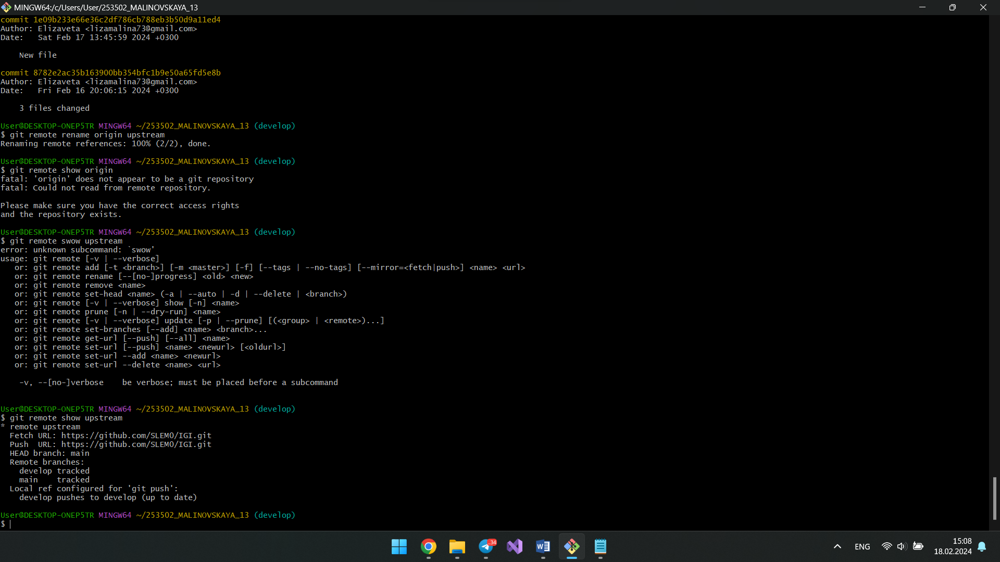 MINGW64:/c/Users/User/253502_MALINOVSKAYA_13
commit 1e09b233e66e36c2df786cb788eb3b50d9a11ed4
Author: Elizaveta <lizamalina73@gmail.com>
Date:   Sat Feb 17 13:45:59 2024 +0300
    New file
commit 8782e2ac35b163900bb354bfc1b9e50a65fd5e8b
Author: Elizaveta <lizamalina73@gmail.com>
Date:   Fri Feb 16 20:06:15 2024 +0300
    3 files changed
User@DESKTOP-ONEP5TR MINGW64 ~/253502_MALINOVSKAYA_13 (develop)
$ git remote rename origin upstream
Renaming remote references: 100% (2/2), done.
User@DESKTOP-ONEP5TR MINGW64 ~/253502_MALINOVSKAYA_13 (develop)
$ git remote show origin
fatal: 'origin' does not appear to be a git repository
fatal: Could not read from remote repository.
Please make sure you have the correct access rights
and the repository exists.
User@DESKTOP-ONEP5TR MINGW64 ~/253502_MALINOVSKAYA_13 (develop)
$ git remote swow upstream
error: unknown subcommand: `swow'
usage: git remote [-v | --verbose]
   or: git remote add [-t <branch>] [-m <master>] [-f] [--tags | --no-tags] [--mirror=<fetch|push>] <name> <url>
   or: git remote rename [--[no-]progress] <old> <new>
   or: git remote remove <name>
   or: git remote set-head <name> (-a | --auto | -d | --delete | <branch>)
   or: git remote [-v | --verbose] show [-n] <name>
   or: git remote prune [-n | --dry-run] <name>
   or: git remote [-v | --verbose] update [-p | --prune] [(<group> | <remote>)...]
   or: git remote set-branches [--add] <name> <branch>...
   or: git remote get-url [--push] [--all] <name>
   or: git remote set-url [--push] <name> <newurl> [<oldurl>]
   or: git remote set-url --add <name> <newurl>
   or: git remote set-url --delete <name> <url>
    -v, --[no-]verbose    be verbose; must be placed before a subcommand
User@DESKTOP-ONEP5TR MINGW64 ~/253502_MALINOVSKAYA_13 (develop)
$ git remote show upstream
* remote upstream
  Fetch URL: https://github.com/SLEM0/IGI.git
  Push  URL: https://github.com/SLEM0/IGI.git
  HEAD branch: main
  Remote branches:
    develop tracked
    main    tracked
  Local ref configured for 'git push':
    develop pushes to develop (up to date)
User@DESKTOP-ONEP5TR MINGW64 ~/253502_MALINOVSKAYA_13 (develop)
$
..34
W
ENG
15:08
18.02.2024